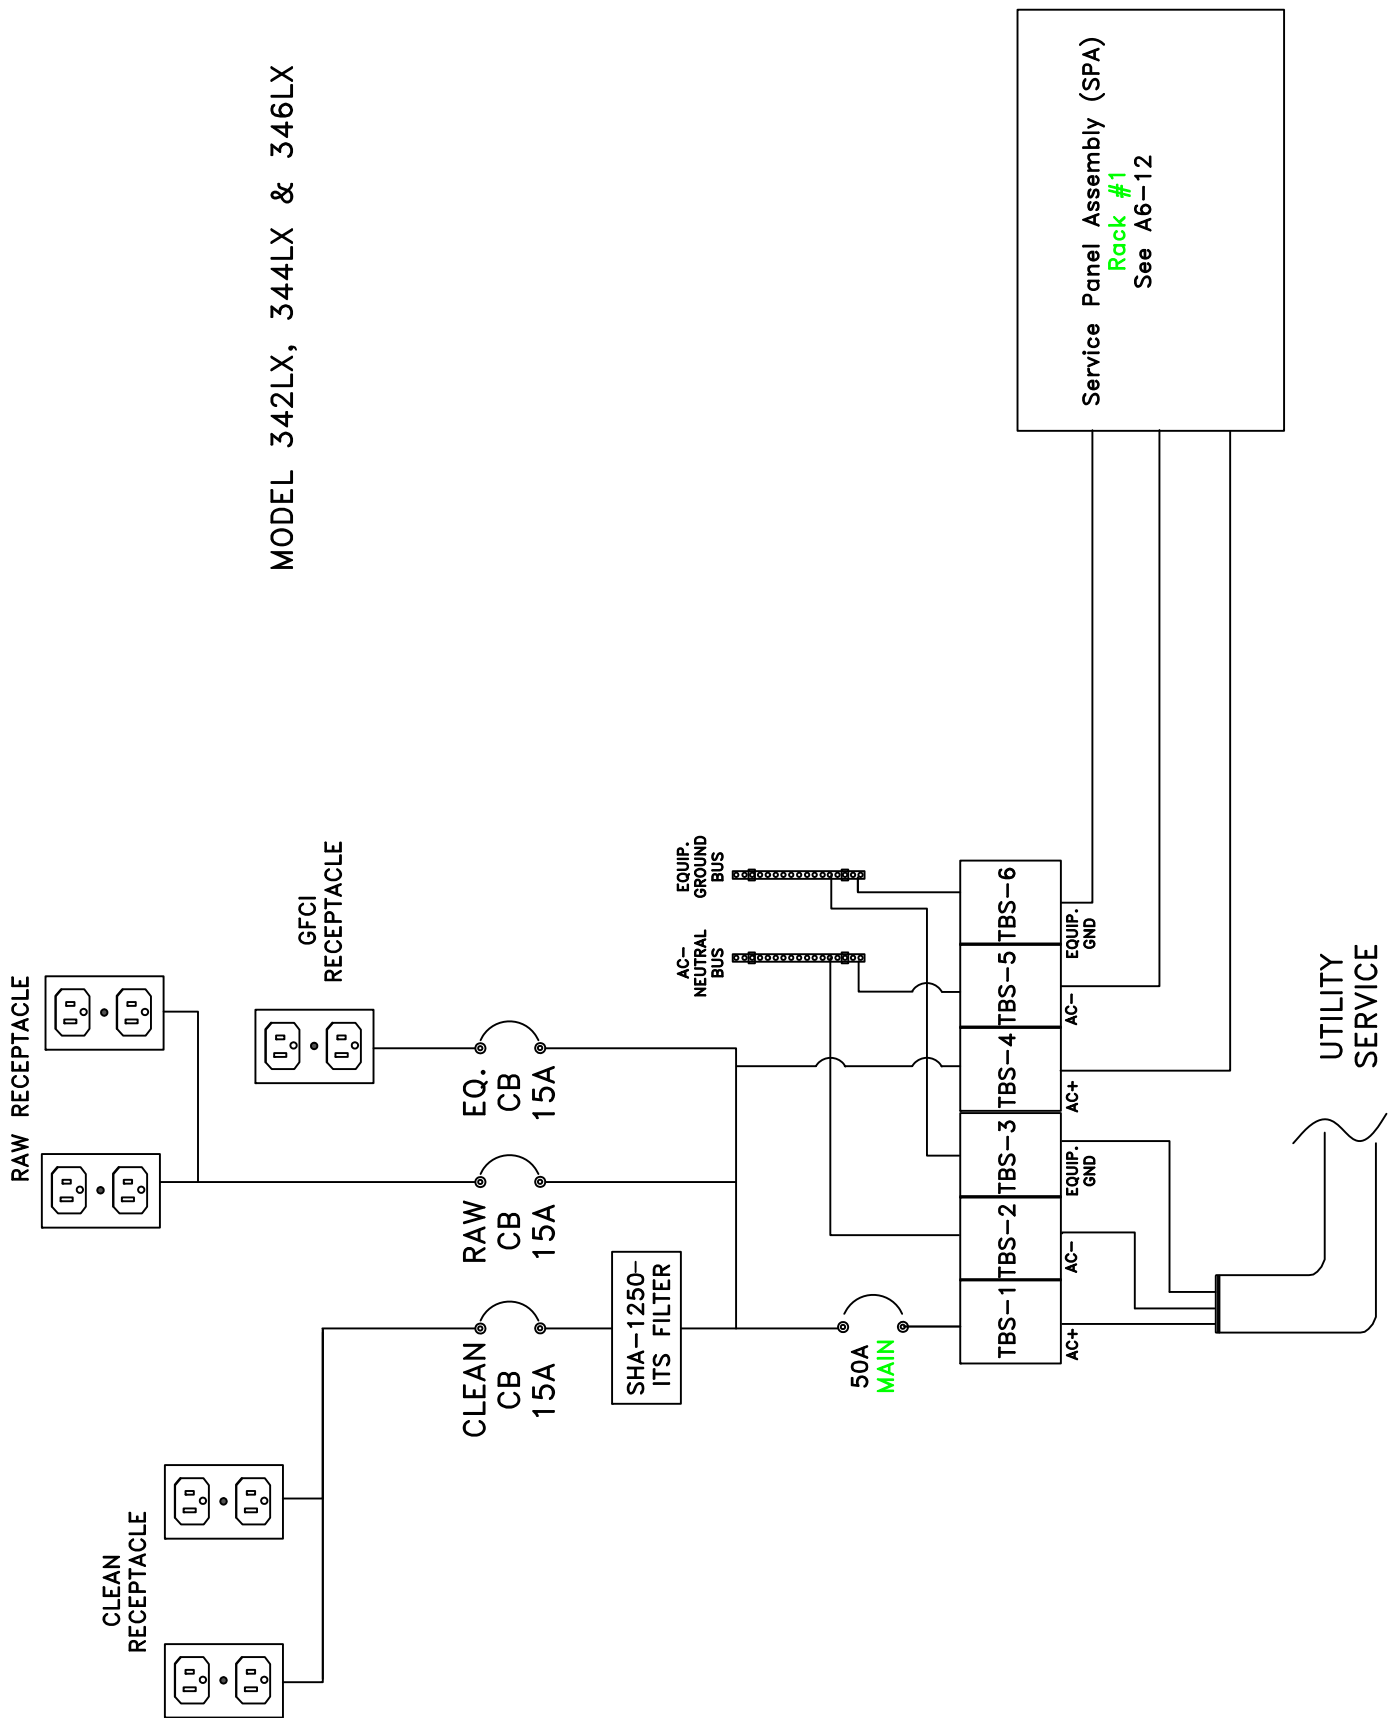 MODEL 342LX, 344LX & 346LX
RAW RECEPTACLE
GFCI
RECEPTACLE
CLEAN
RECEPTACLE
EQ.
CB
15A
RAW
CB
15A
CLEAN
CB
15A
SHA-1250-
ITS FILTER
EQUIP.
GROUND
BUS
AC-
NEUTRAL
BUS
50A
MAIN
TBS-1
TBS-2
TBS-3
TBS-4
TBS-5
TBS-6
AC+
AC-
EQUIP.
GND
AC+
AC-
EQUIP.
GND
Service Panel Assembly (SPA)
Rack #1
See A6-12
UTILITY
SERVICE